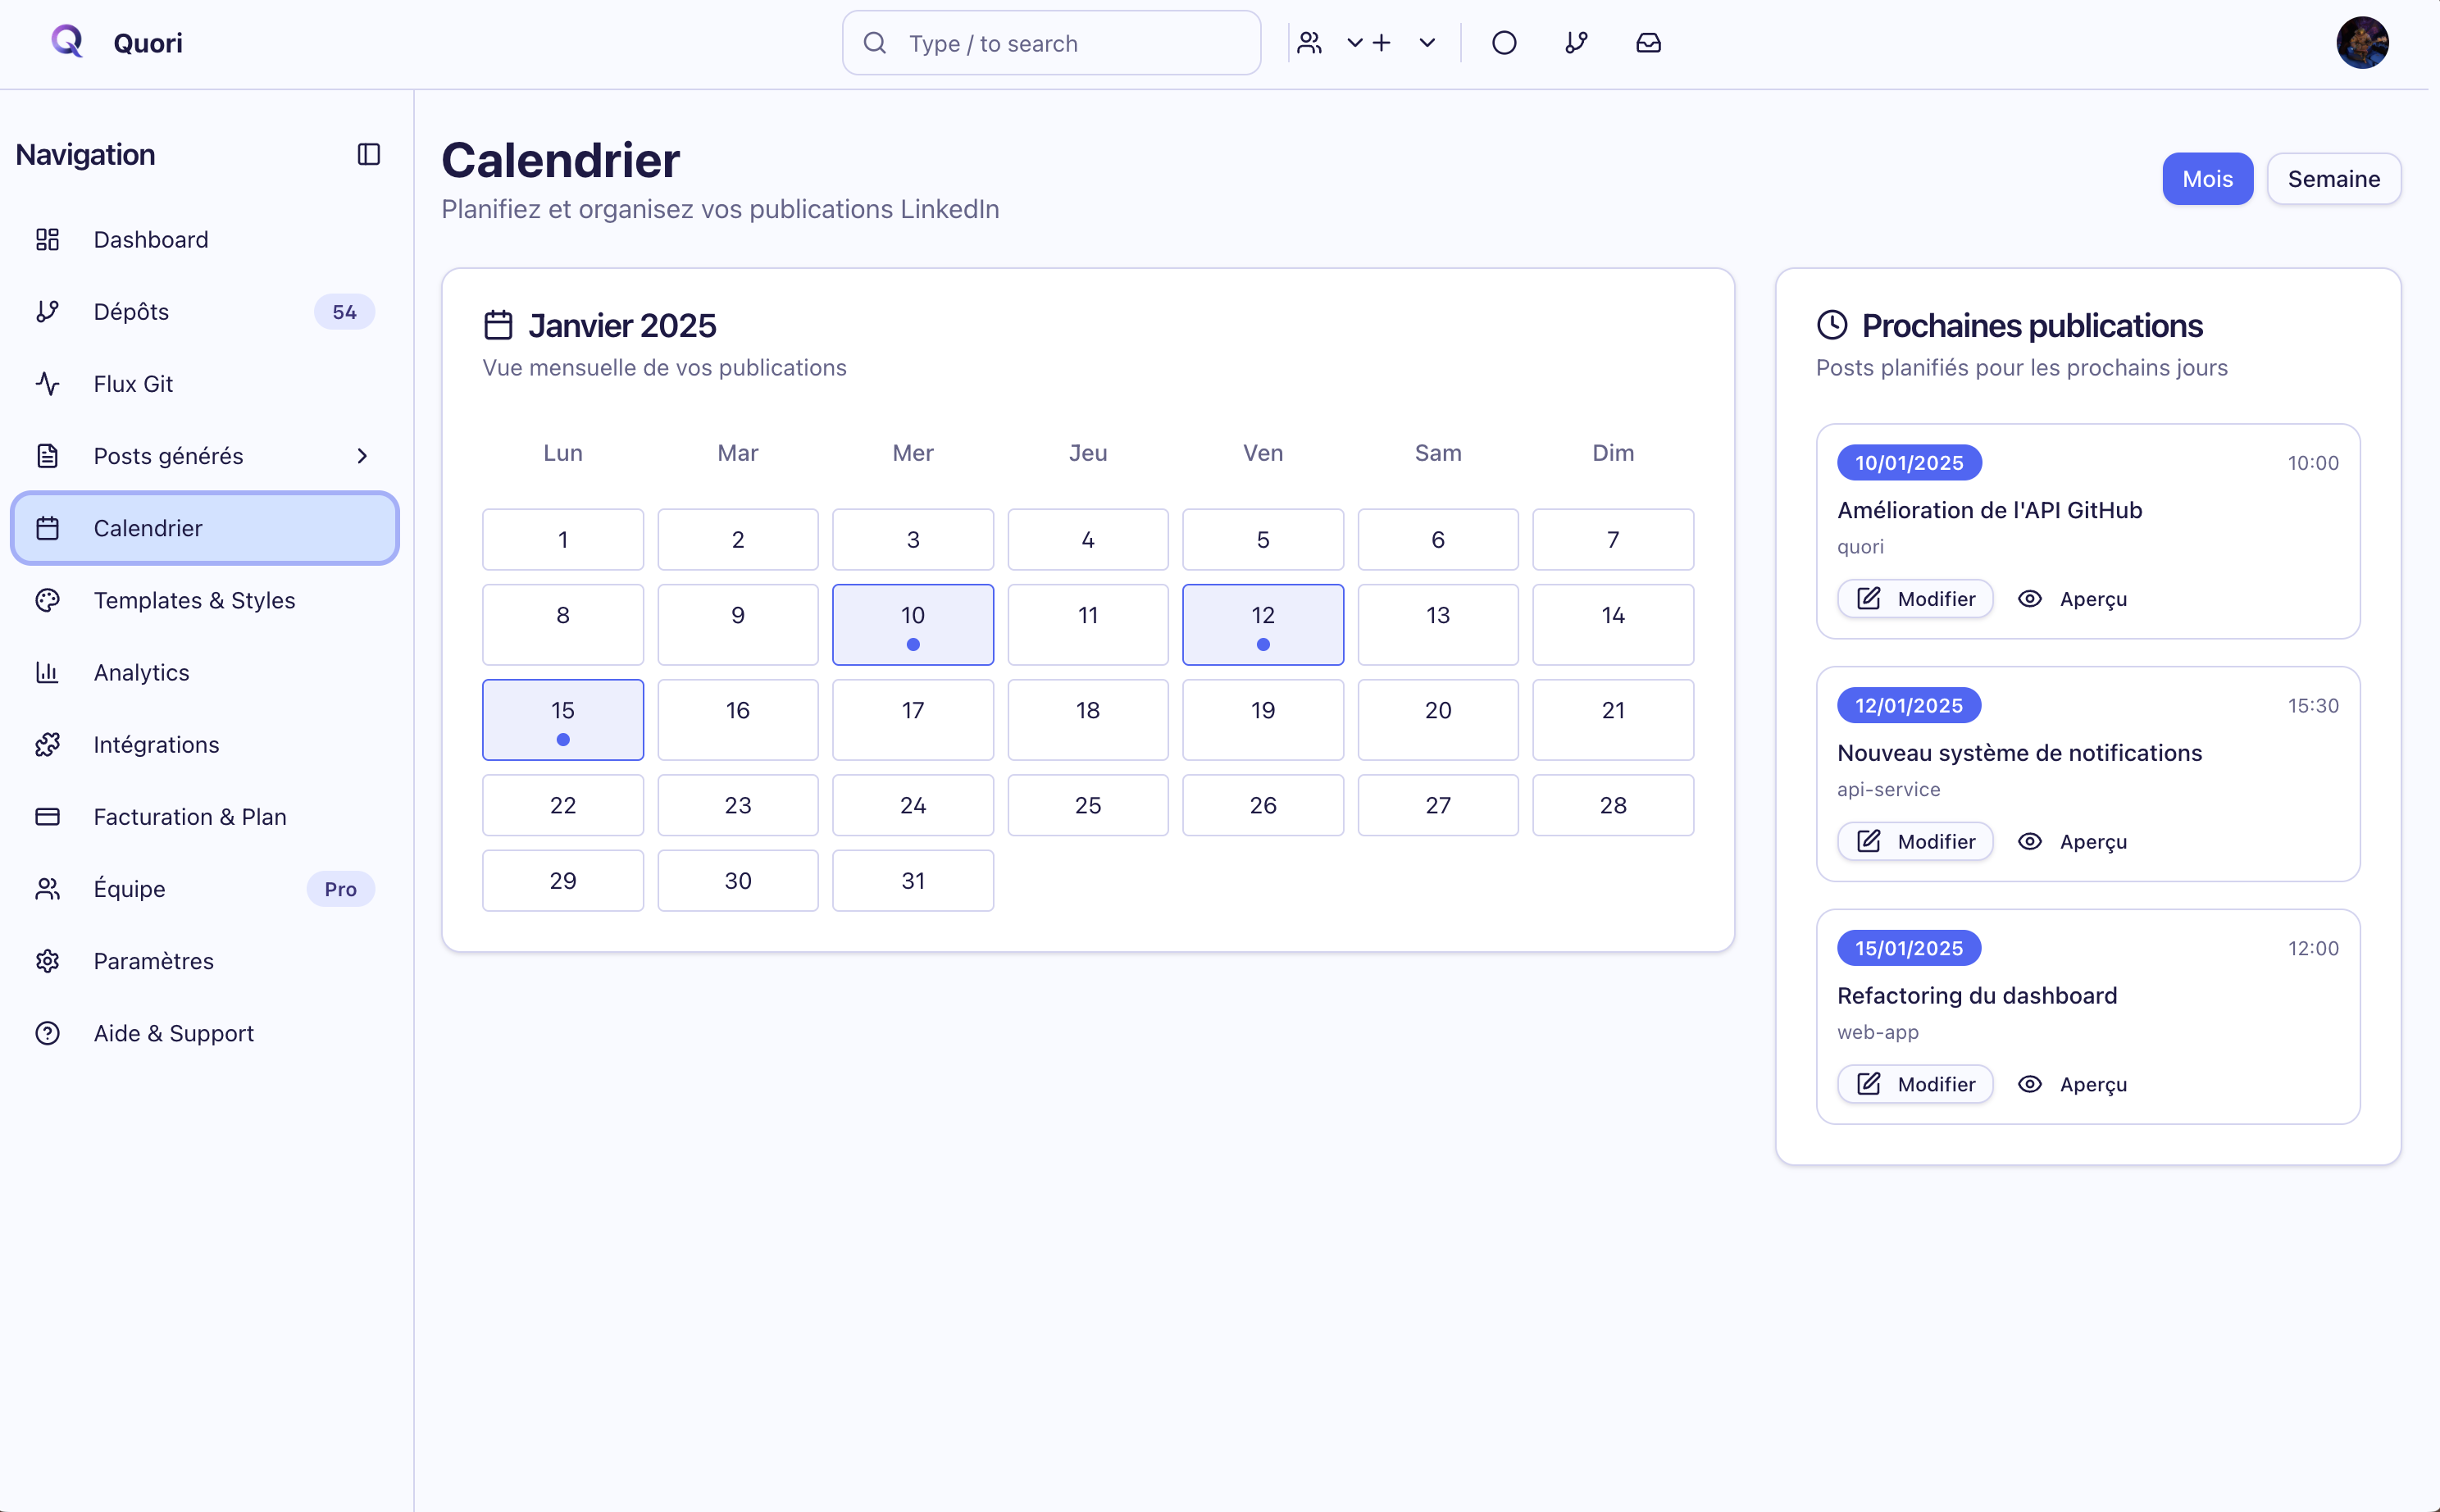 Quori
Type / to search
Navigation
Dashboard
Dépôts 54
Flux Git
Posts générés
Calendrier
Templates & Styles
Analytics
Intégrations
Facturation & Plan
Équipe Pro
Paramètres
Aide & Support
Calendrier
Planifiez et organisez vos publications LinkedIn
Mois Semaine
Janvier 2025
Vue mensuelle de vos publications
Lun Mar Mer Jeu Ven Sam Dim
1 2 3 4 5 6 7
8 9 10 11 12 13 14
15 16 17 18 19 20 21
22 23 24 25 26 27 28
29 30 31
Prochaines publications
Posts planifiés pour les prochains jours
10/01/2025 10:00
Amélioration de l'API GitHub
quori
Modifier Aperçu
12/01/2025 15:30
Nouveau système de notifications
api-service
Modifier Aperçu
15/01/2025 12:00
Refactoring du dashboard
web-app
Modifier Aperçu